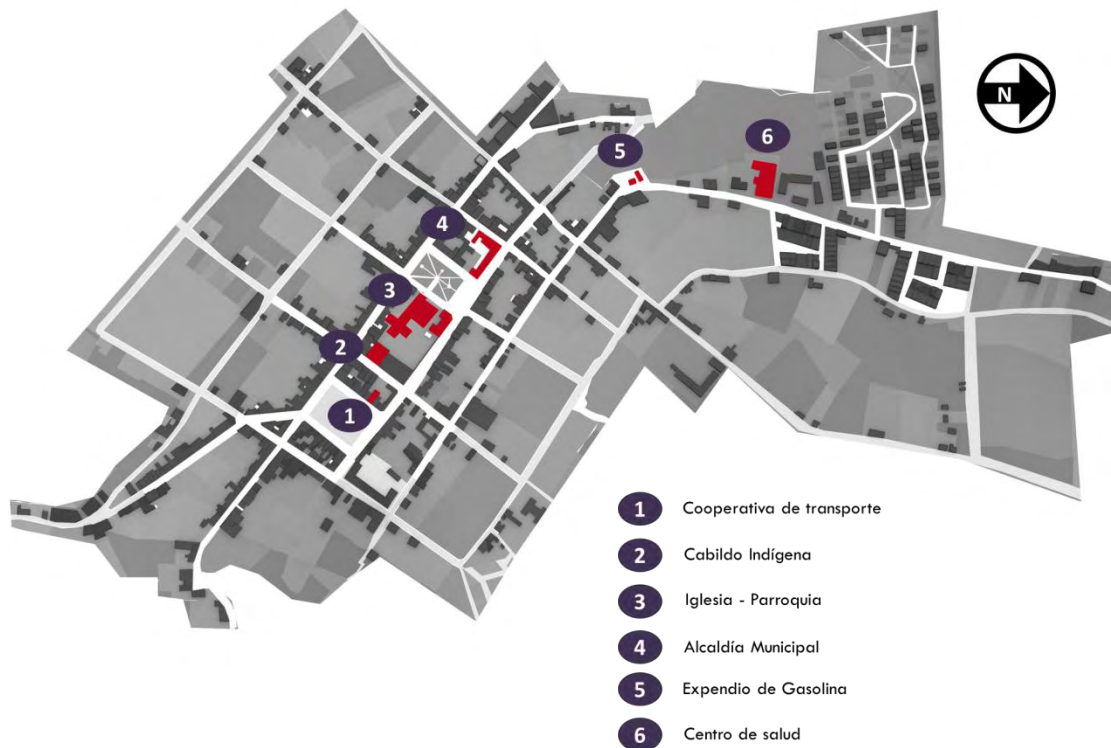 N
6
5
4
3
2
1
1 Cooperativa de transporte
2 Cabildo Indígena
3 Iglesia - Parroquia
4 Alcaldía Municipal
5 Expendio de Gasolina
6 Centro de salud